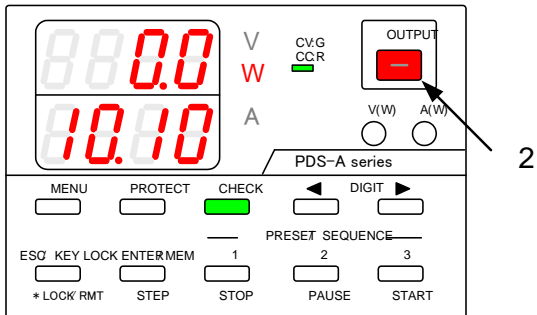 0.0
V
W
A
CV:G
CC:R
OUTPUT
10.10
V(W)
A(W)
2
PDS-A series
MENU
PROTECT
CHECK
DIGIT
PRESET SEQUENCE
ESC/ KEY LOCK
ENTER/MEM
1
2
3
* LOCK/ RMT
STEP
STOP
PAUSE
START